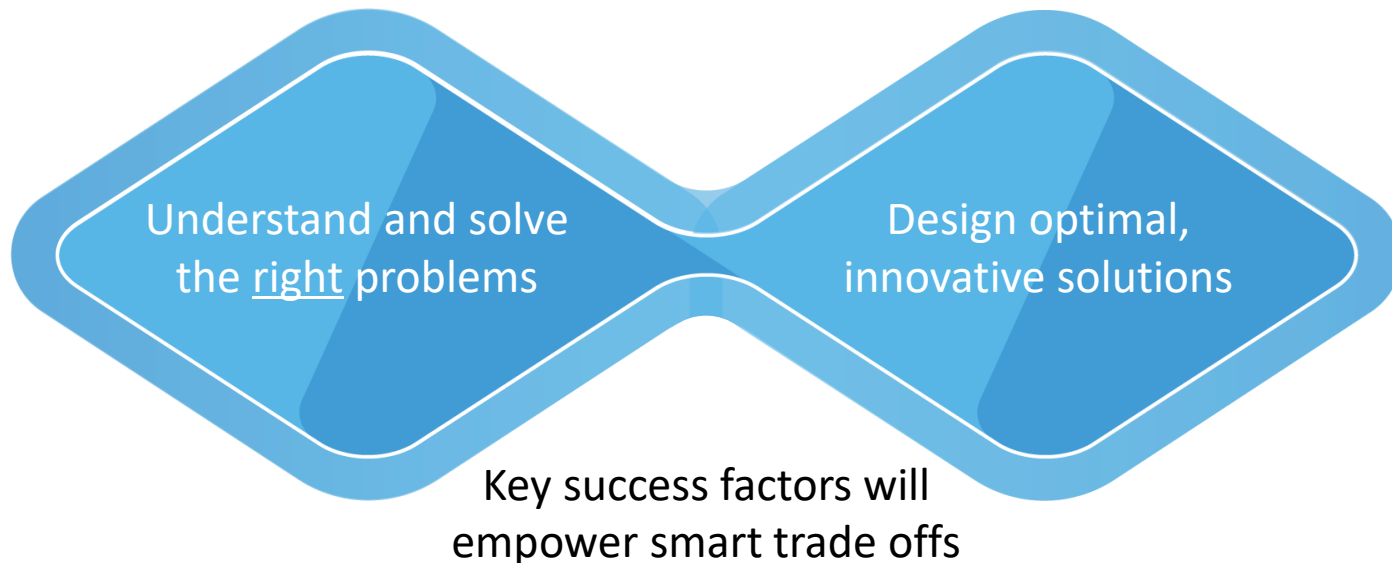 Understand and solve
the right problems
Design optimal,
innovative solutions
Key success factors will
empower smart trade offs